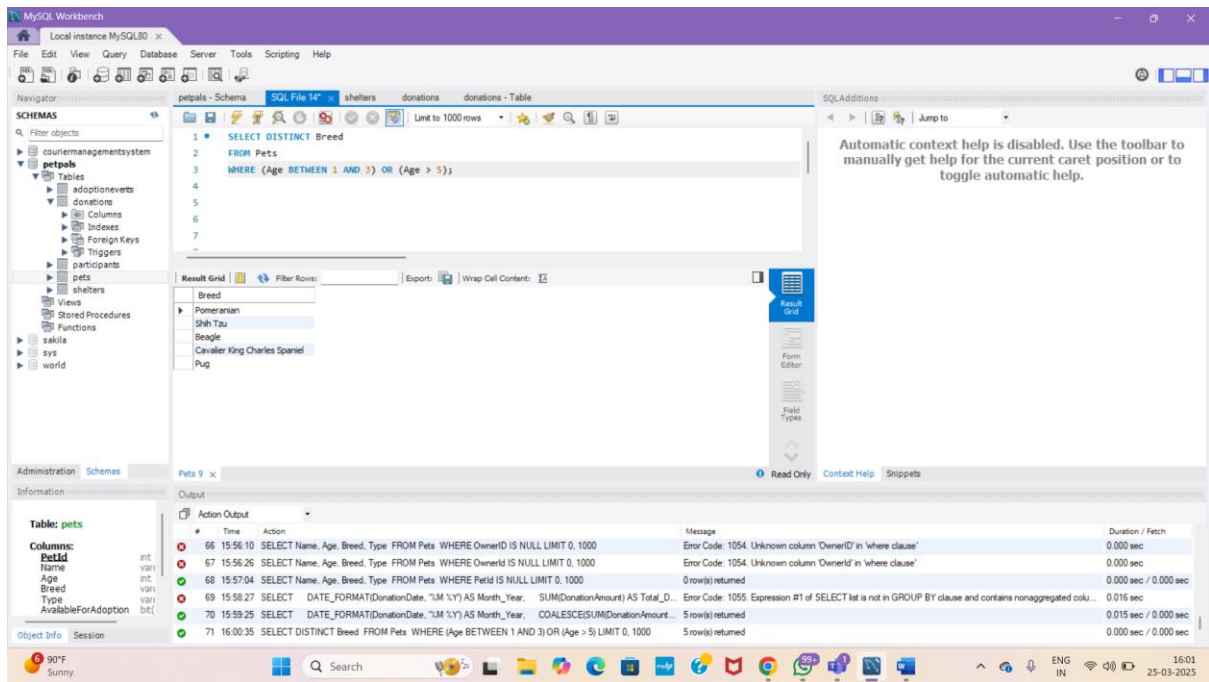 MySQL Workbench
Local instance MySQL80 ×
File Edit View Query Database Server Tools Scripting Help
Navigator
SCHEMAS
Filter objects
couriermanagementsystem
petpals
Tables
adoptionevents
donations
Columns
Indexes
Foreign Keys
Triggers
participants
pets
shelters
Views
Stored Procedures
Functions
sakila
sys
world
Administration Schemas
Information
Table: pets
Columns:
PetId int
Name varc
Age int
Breed varc
Type varc
AvailableForAdoption bit(
Object Info Session
petpals - Schema SQL File 14* × shelters donations donations - Table
Limit to 1000 rows
1 SELECT DISTINCT Breed
2 FROM Pets
3 WHERE (Age BETWEEN 1 AND 3) OR (Age > 5);
4
5
6
7
Result Grid Filter Rows: Export: Wrap Cell Content:
Breed
Pomeranian
Shih Tzu
Beagle
Cavalier King Charles Spaniel
Pug
Result Grid
Form Editor
Field Types
Pets 9 × Read Only
SQLAdditions
Jump to
Automatic context help is disabled. Use the toolbar to
manually get help for the current caret position or to
toggle automatic help.
Context Help Snippets
Output
Action Output
# Time Action Message Duration / Fetch
66 15:56:10 SELECT Name, Age, Breed, Type FROM Pets WHERE OwnerID IS NULL LIMIT 0, 1000 Error Code: 1054. Unknown column 'OwnerID' in 'where clause' 0.000 sec
67 15:56:26 SELECT Name, Age, Breed, Type FROM Pets WHERE OwnerId IS NULL LIMIT 0, 1000 Error Code: 1054. Unknown column 'OwnerId' in 'where clause' 0.000 sec
68 15:57:04 SELECT Name, Age, Breed, Type FROM Pets WHERE PetId IS NULL LIMIT 0, 1000 0 row(s) returned 0.000 sec / 0.000 sec
69 15:58:27 SELECT DATE_FORMAT(DonationDate, '%M %Y') AS Month_Year, SUM(DonationAmount) AS Total_D... Error Code: 1055. Expression #1 of SELECT list is not in GROUP BY clause and contains nonaggregated colu... 0.016 sec
70 15:59:25 SELECT DATE_FORMAT(DonationDate, '%M %Y') AS Month_Year, COALESCE(SUM(DonationAmount... 5 row(s) returned 0.015 sec / 0.000 sec
71 16:00:35 SELECT DISTINCT Breed FROM Pets WHERE (Age BETWEEN 1 AND 3) OR (Age > 5) LIMIT 0, 1000 5 row(s) returned 0.000 sec / 0.000 sec
6 90°F
Sunny
Search
99+
ENG
IN
16:01
25-03-2025